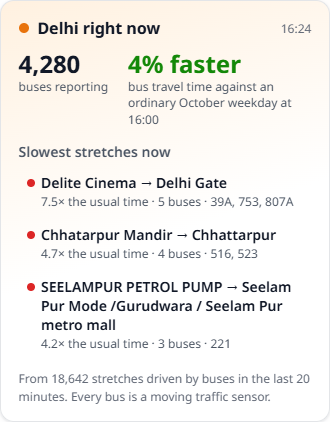 Delhi right now
16:24
4,280
buses reporting
4% faster
bus travel time against an
ordinary October weekday at
16:00
Slowest stretches now
Delite Cinema → Delhi Gate
7.5× the usual time · 5 buses · 39A, 753, 807A
Chhatarpur Mandir → Chhattarpur
4.7× the usual time · 4 buses · 516, 523
SEELAMPUR PETROL PUMP → Seelam
Pur Mode /Gurudwara / Seelam Pur
metro mall
4.2× the usual time · 3 buses · 221
From 18,642 stretches driven by buses in the last 20
minutes. Every bus is a moving traffic sensor.